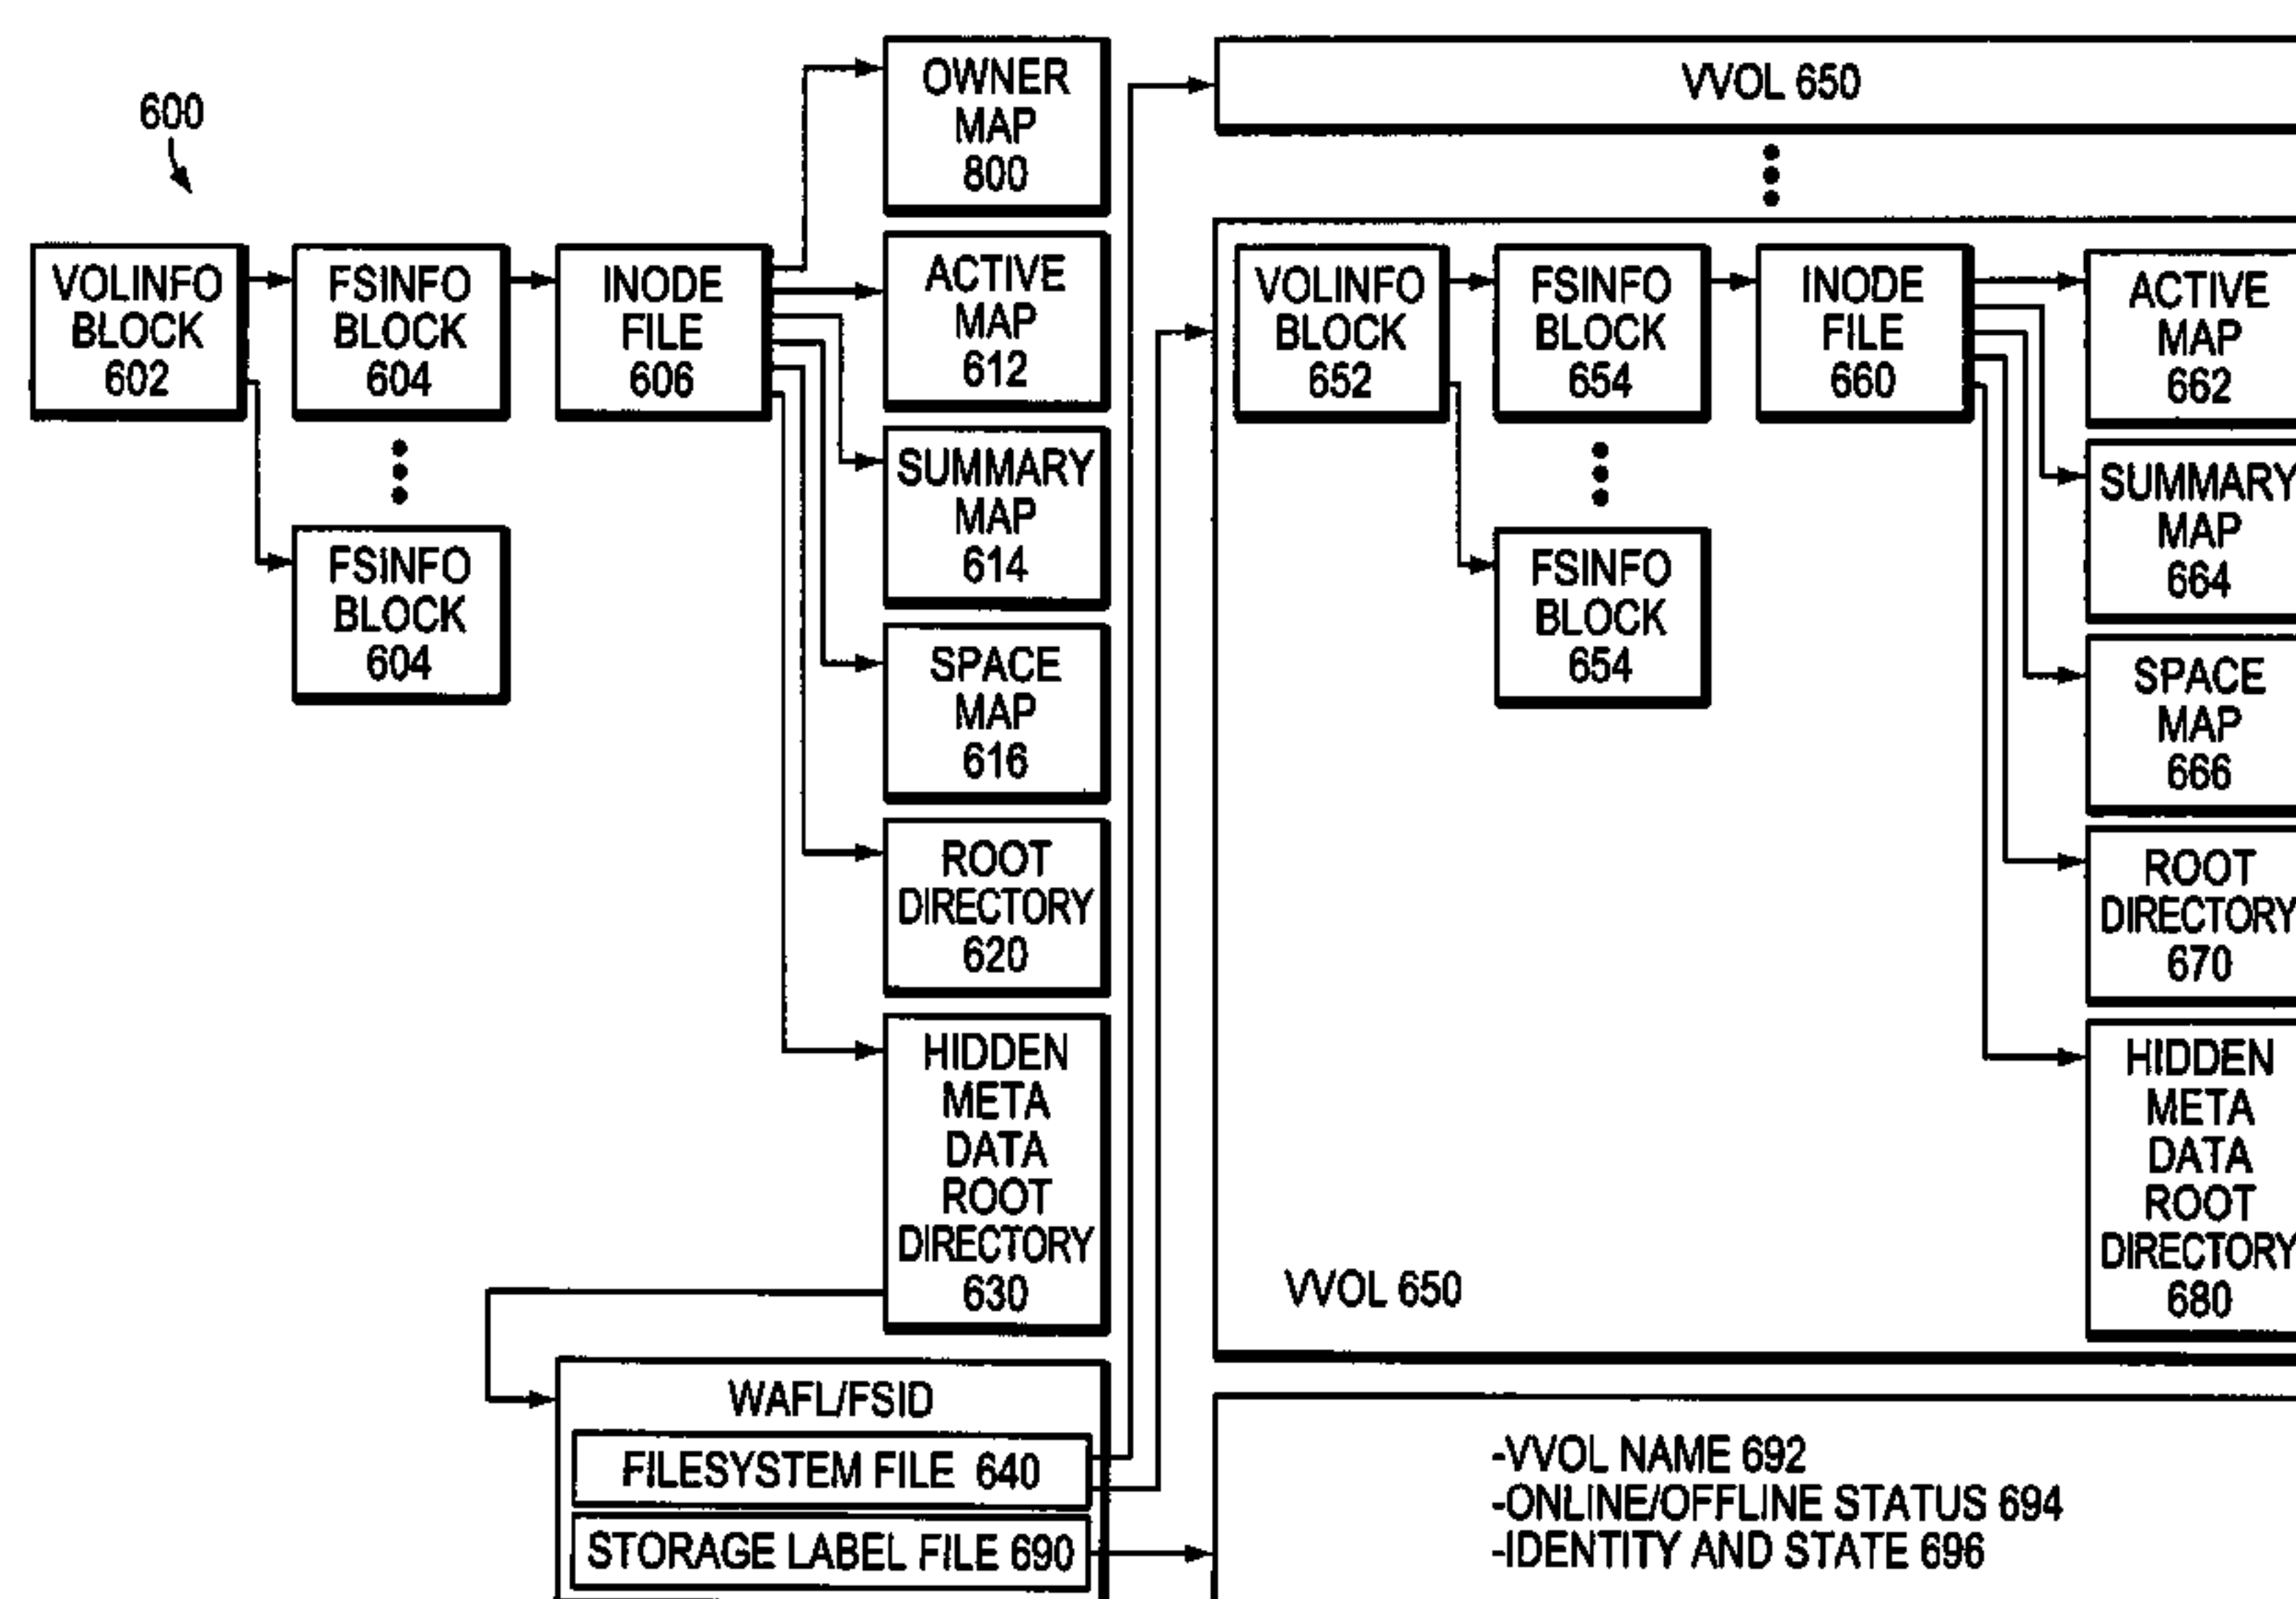 600
VOLINFO
BLOCK
602
FSINFO
BLOCK
604
FSINFO
BLOCK
604
INODE
FILE
606
OWNER
MAP
800
ACTIVE
MAP
612
SUMMARY
MAP
614
SPACE
MAP
616
ROOT
DIRECTORY
620
HIDDEN
META
DATA
ROOT
DIRECTORY
630
WAFL/FSID
FILESYSTEM FILE 640
STORAGE LABEL FILE 690
VVOL 650
VOLINFO
BLOCK
652
FSINFO
BLOCK
654
FSINFO
BLOCK
654
INODE
FILE
660
ACTIVE
MAP
662
SUMMARY
MAP
664
SPACE
MAP
666
ROOT
DIRECTORY
670
HIDDEN
META
DATA
ROOT
DIRECTORY
680
VVOL 650
-VVOL NAME 692
-ONLINE/OFFLINE STATUS 694
-IDENTITY AND STATE 696